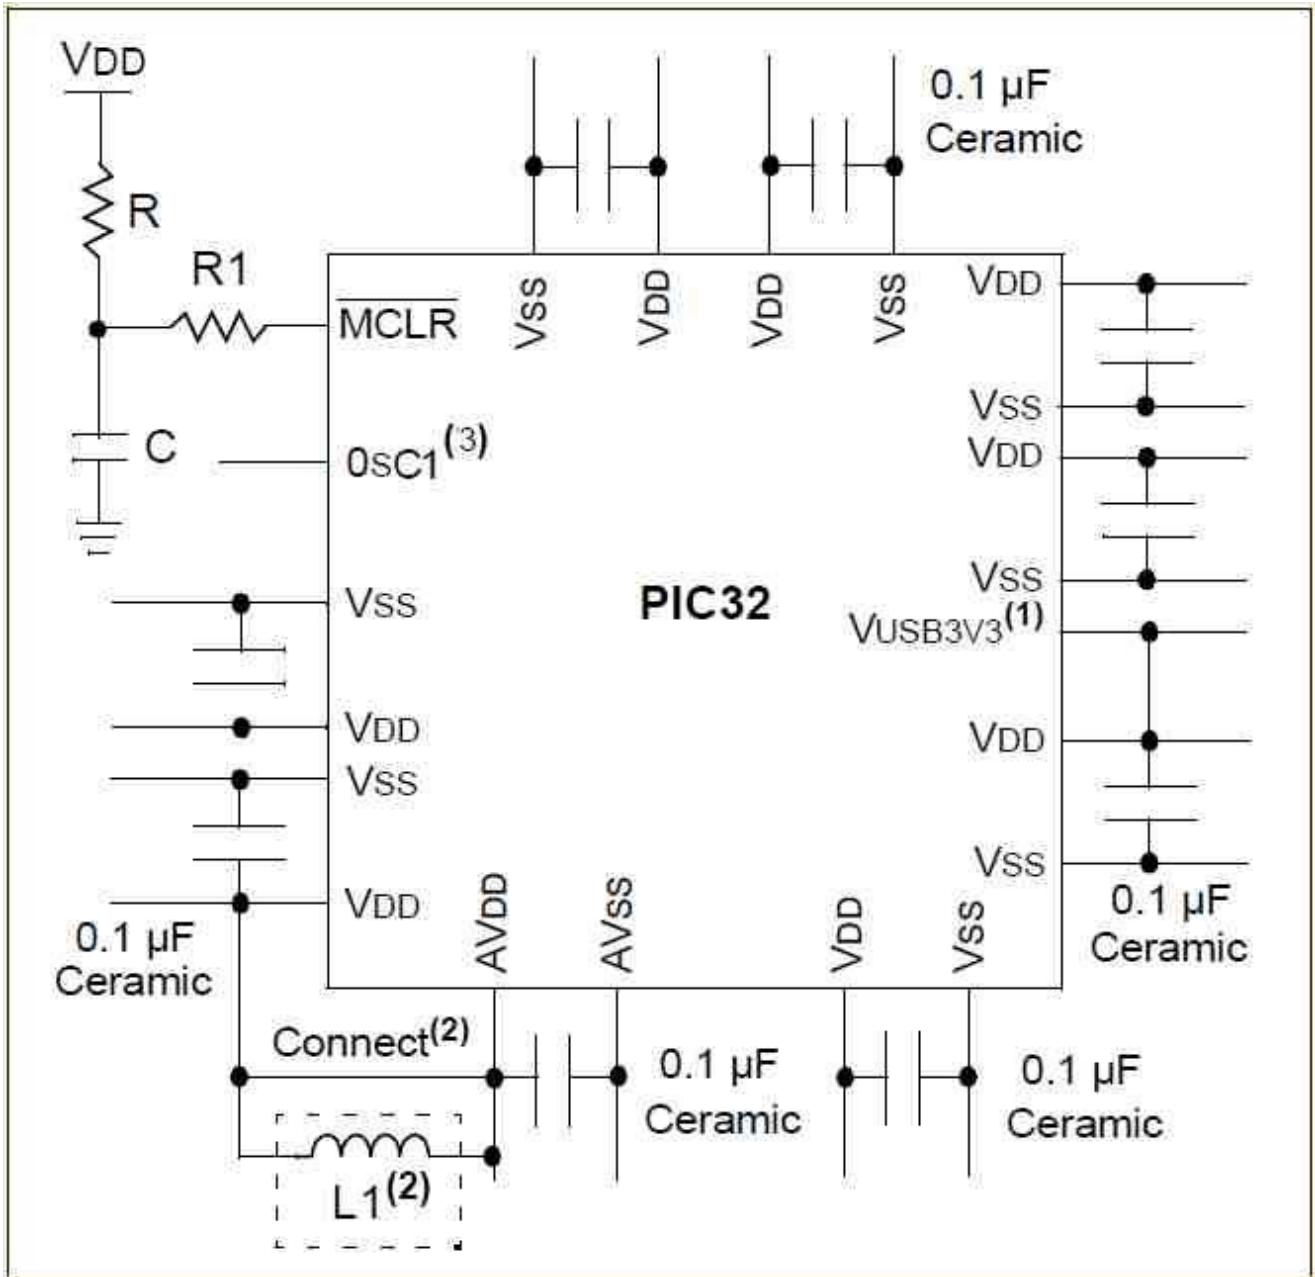 VDD
R
R1
C
0.1 µF
Ceramic
VSS
VDD
VDD
VSS
MCLR
0SC1(3)
VSS
VDD
VSS
VDD
PIC32
VDD
VSS
VDD
VSS
VUSB3V3(1)
VDD
VSS
0.1 µF
Ceramic
0.1 µF
Ceramic
AVDD
AVSS
VDD
VSS
Connect(2)
L1(2)
0.1 µF
Ceramic
0.1 µF
Ceramic